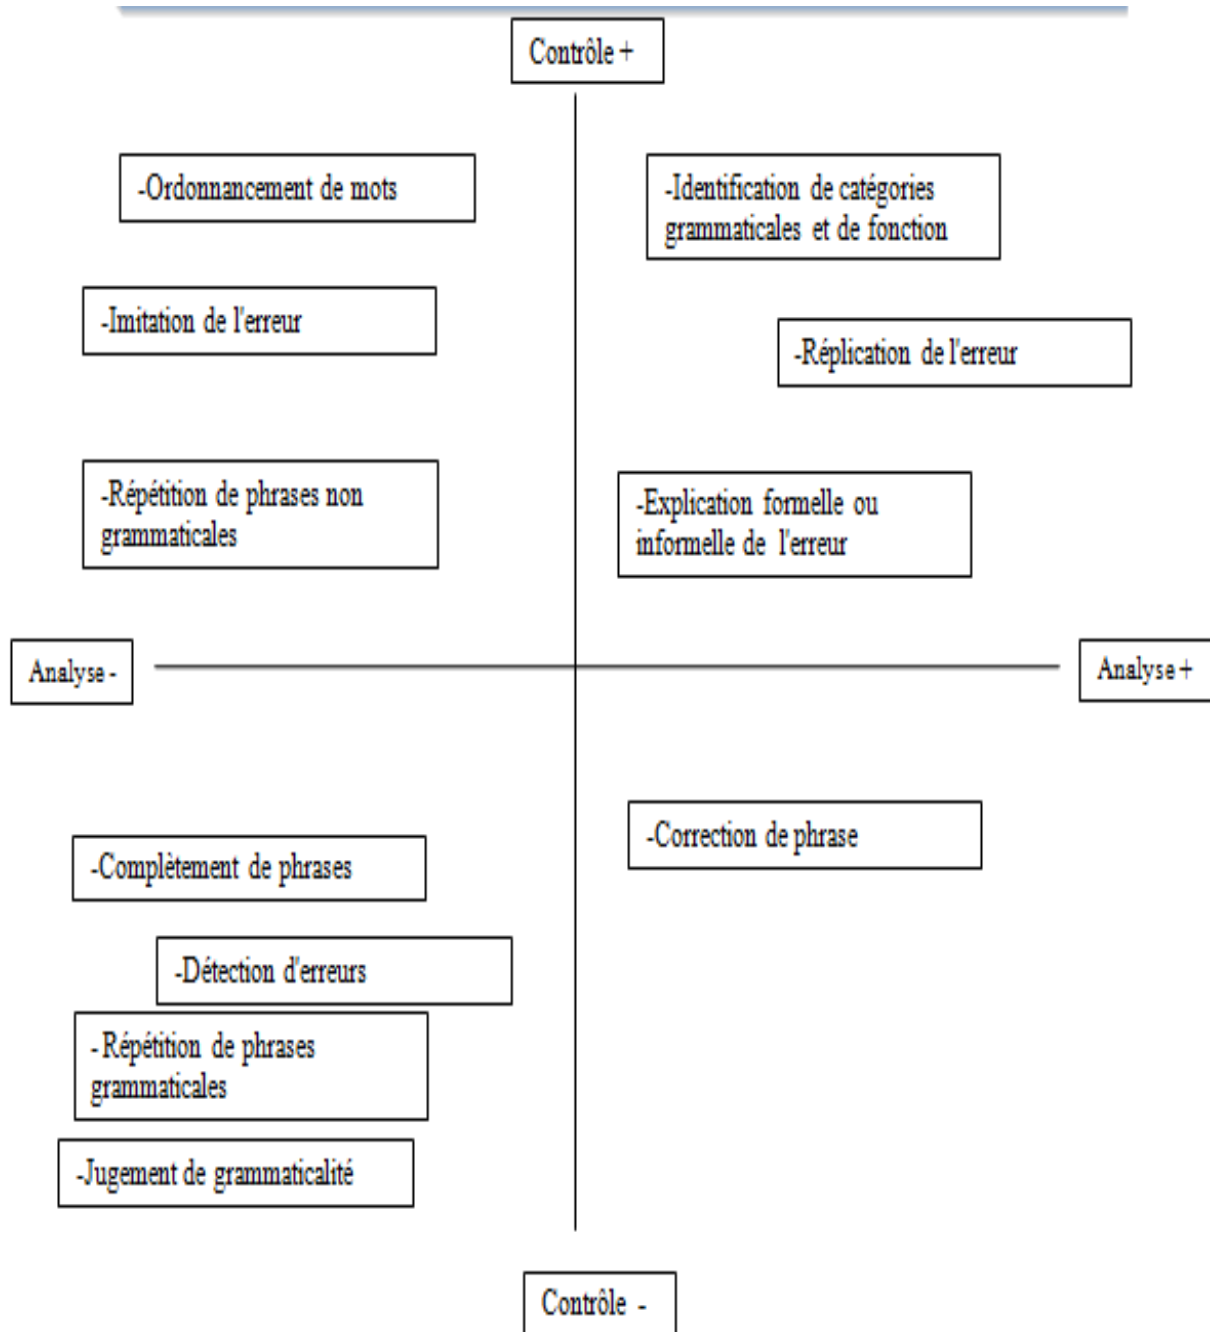 Contrôle +
-Ordonnancement de mots
-Identification de catégories
grammaticales et de fonction
-Imitation de l'erreur
-Réplication de l'erreur
-Répétition de phrases non
grammaticales
-Explication formelle ou
informelle de l'erreur
Analyse -
Analyse +
-Correction de phrase
-Complètement de phrases
-Détection d'erreurs
- Répétition de phrases
grammaticales
-Jugement de grammaticalité
Contrôle -